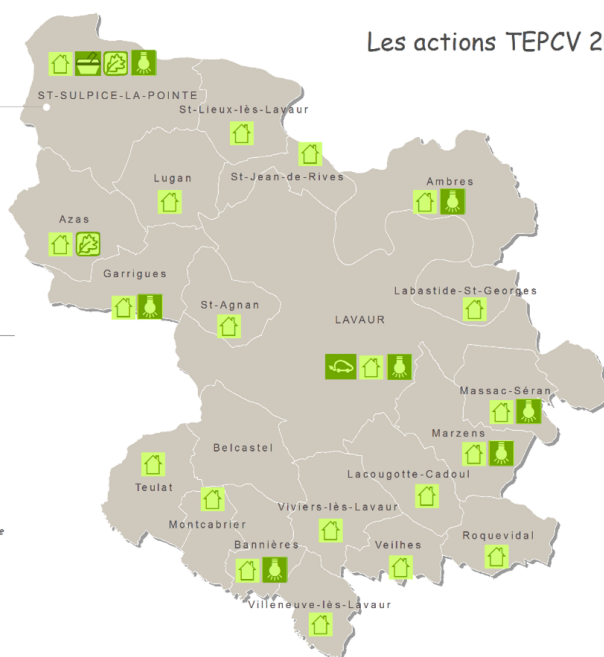 Les actions TEPCV 2
ST-SULPICE-LA-POINTE
St-Lieux-lès-Lavaur
Lugan
St-Jean-de-Rives
Ambres
Azas
Garrigues
Labastide-St-Georges
St-Agnan
LAVAUR
Massac-Séran
Marzens
Belcastel
Lacougotte-Cadoul
Teulat
Viviers-lès-Lavaur
Montcabrier
Roquevidal
Bannières
Veilhes
e
Villeneuve-lès-Lavaur